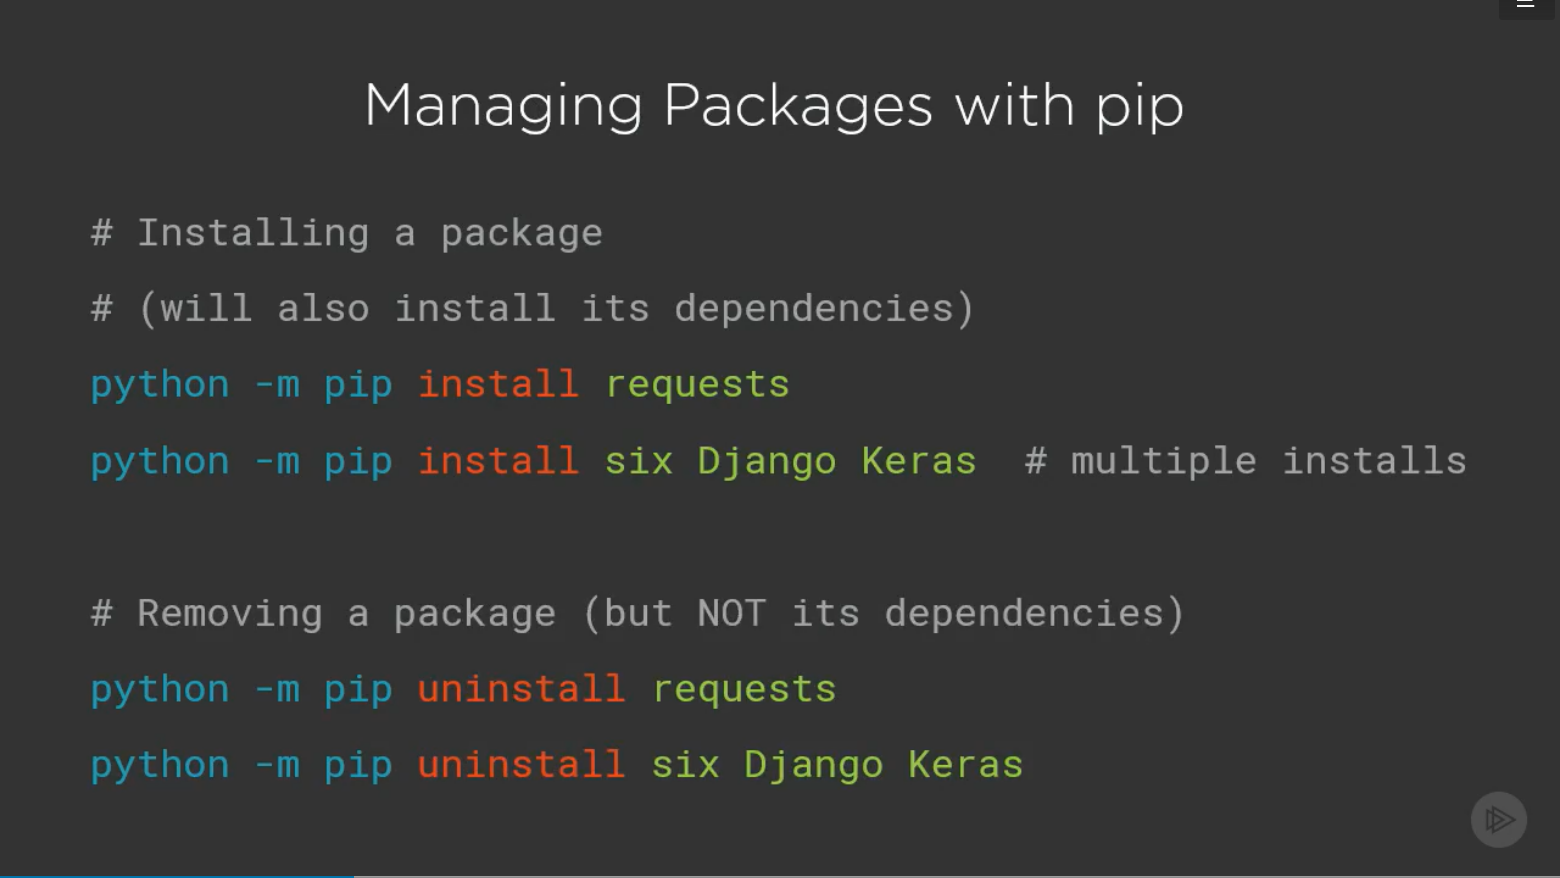 Managing Packages with pip
# Installing a package
# (will also install its dependencies)
python -m pip install requests
python -m pip install six Django Keras  # multiple installs
# Removing a package (but NOT its dependencies)
python -m pip uninstall requests
python -m pip uninstall six Django Keras